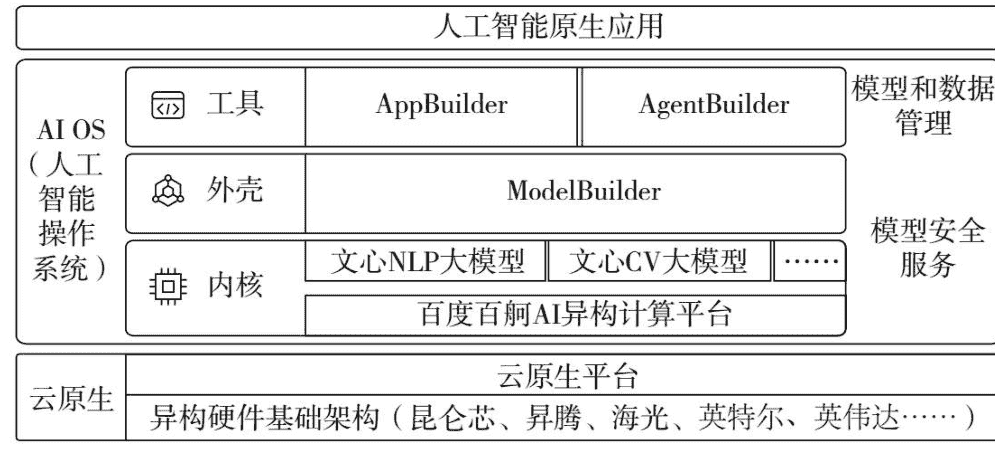 人工智能原生应用
AI OS
（人工
智能
操作
系统）
工具
AppBuilder
AgentBuilder
外壳
ModelBuilder
内核
文心NLP大模型
文心CV大模型
……
百度百舸AI异构计算平台
模型和数据
管理
模型安全
服务
云原生
云原生平台
异构硬件基础架构（昆仑芯、昇腾、海光、英特尔、英伟达……）